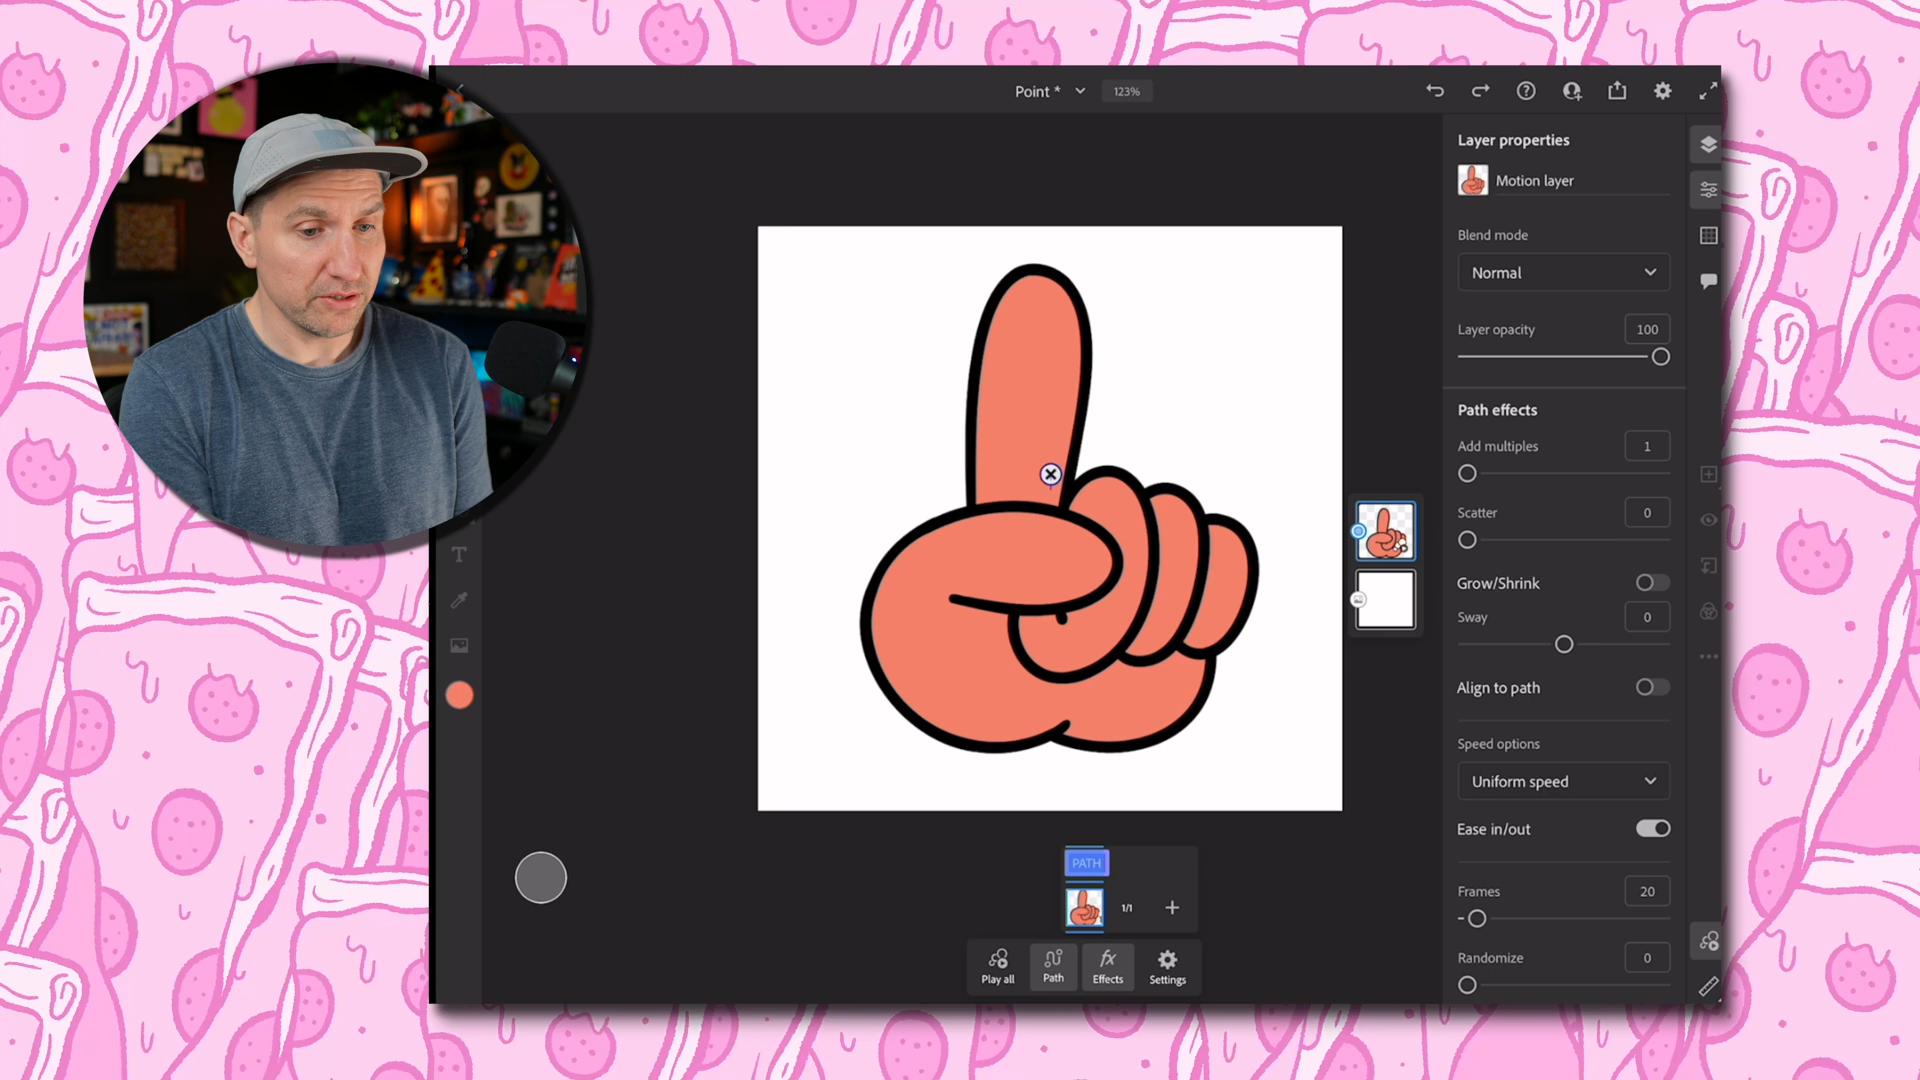 Point *
123%
Layer properties
Motion layer
Blend mode
Normal
Layer opacity
100
Path effects
Add multiples
1
Scatter
0
Grow/Shrink
Sway
0
Align to path
Speed options
Uniform speed
Ease in/out
Frames
20
Randomize
0
PATH
1/1
Play all
Path
fx
Effects
Settings